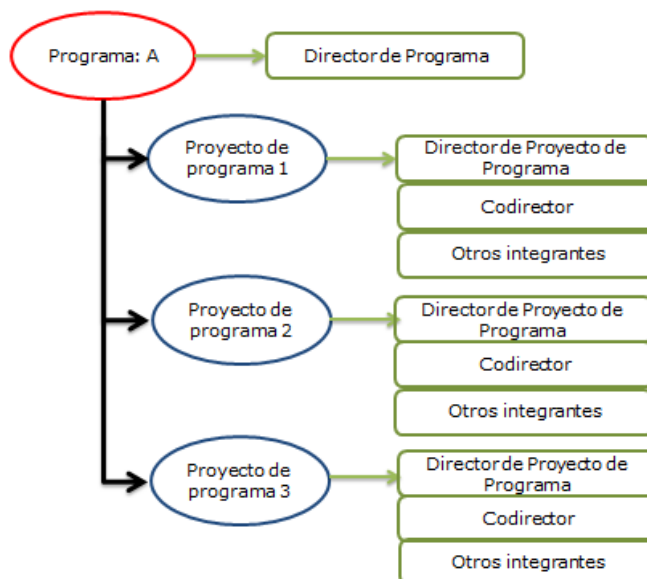 Programa: A
Director de Programa
Proyecto de
programa 1
Director de Proyecto de
Programa
Codirector
Otros integrantes
Proyecto de
programa 2
Director de Proyecto de
Programa
Codirector
Otros integrantes
Proyecto de
programa 3
Director de Proyecto de
Programa
Codirector
Otros integrantes